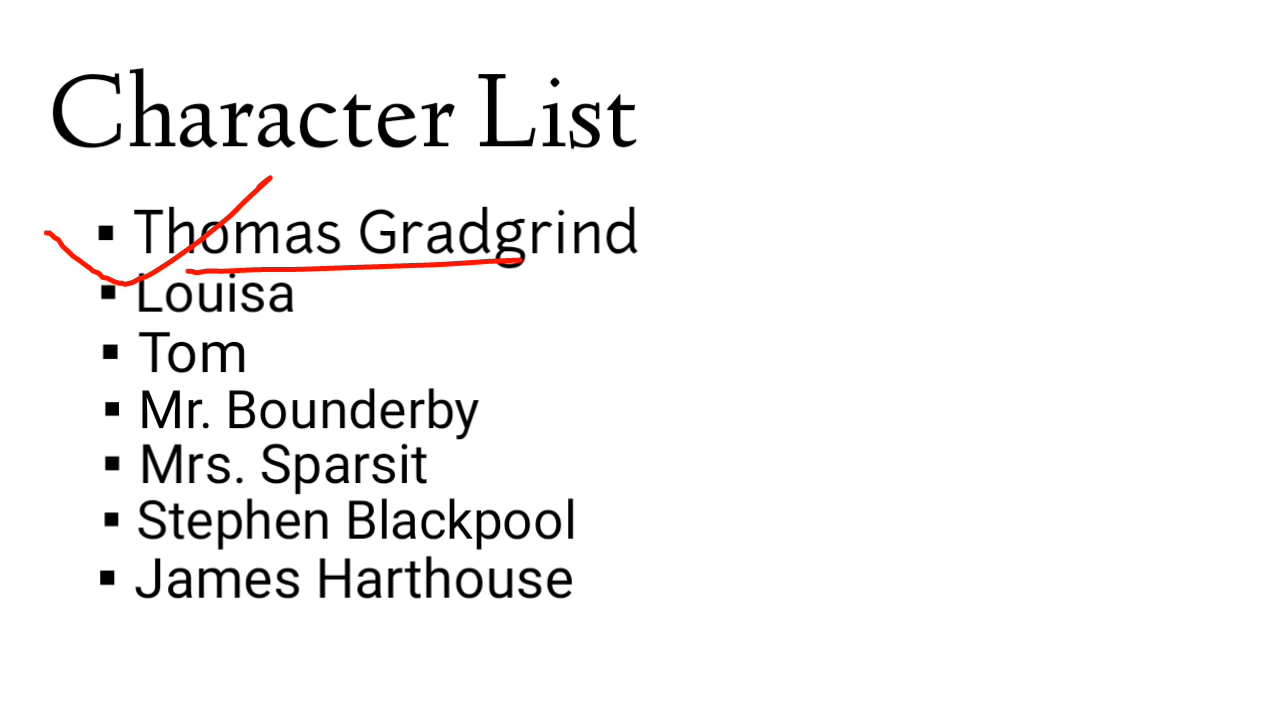 Character List
▪ Thomas Gradgrind
▪ Louisa
▪ Tom
▪ Mr. Bounderby
▪ Mrs. Sparsit
▪ Stephen Blackpool
▪ James Harthouse